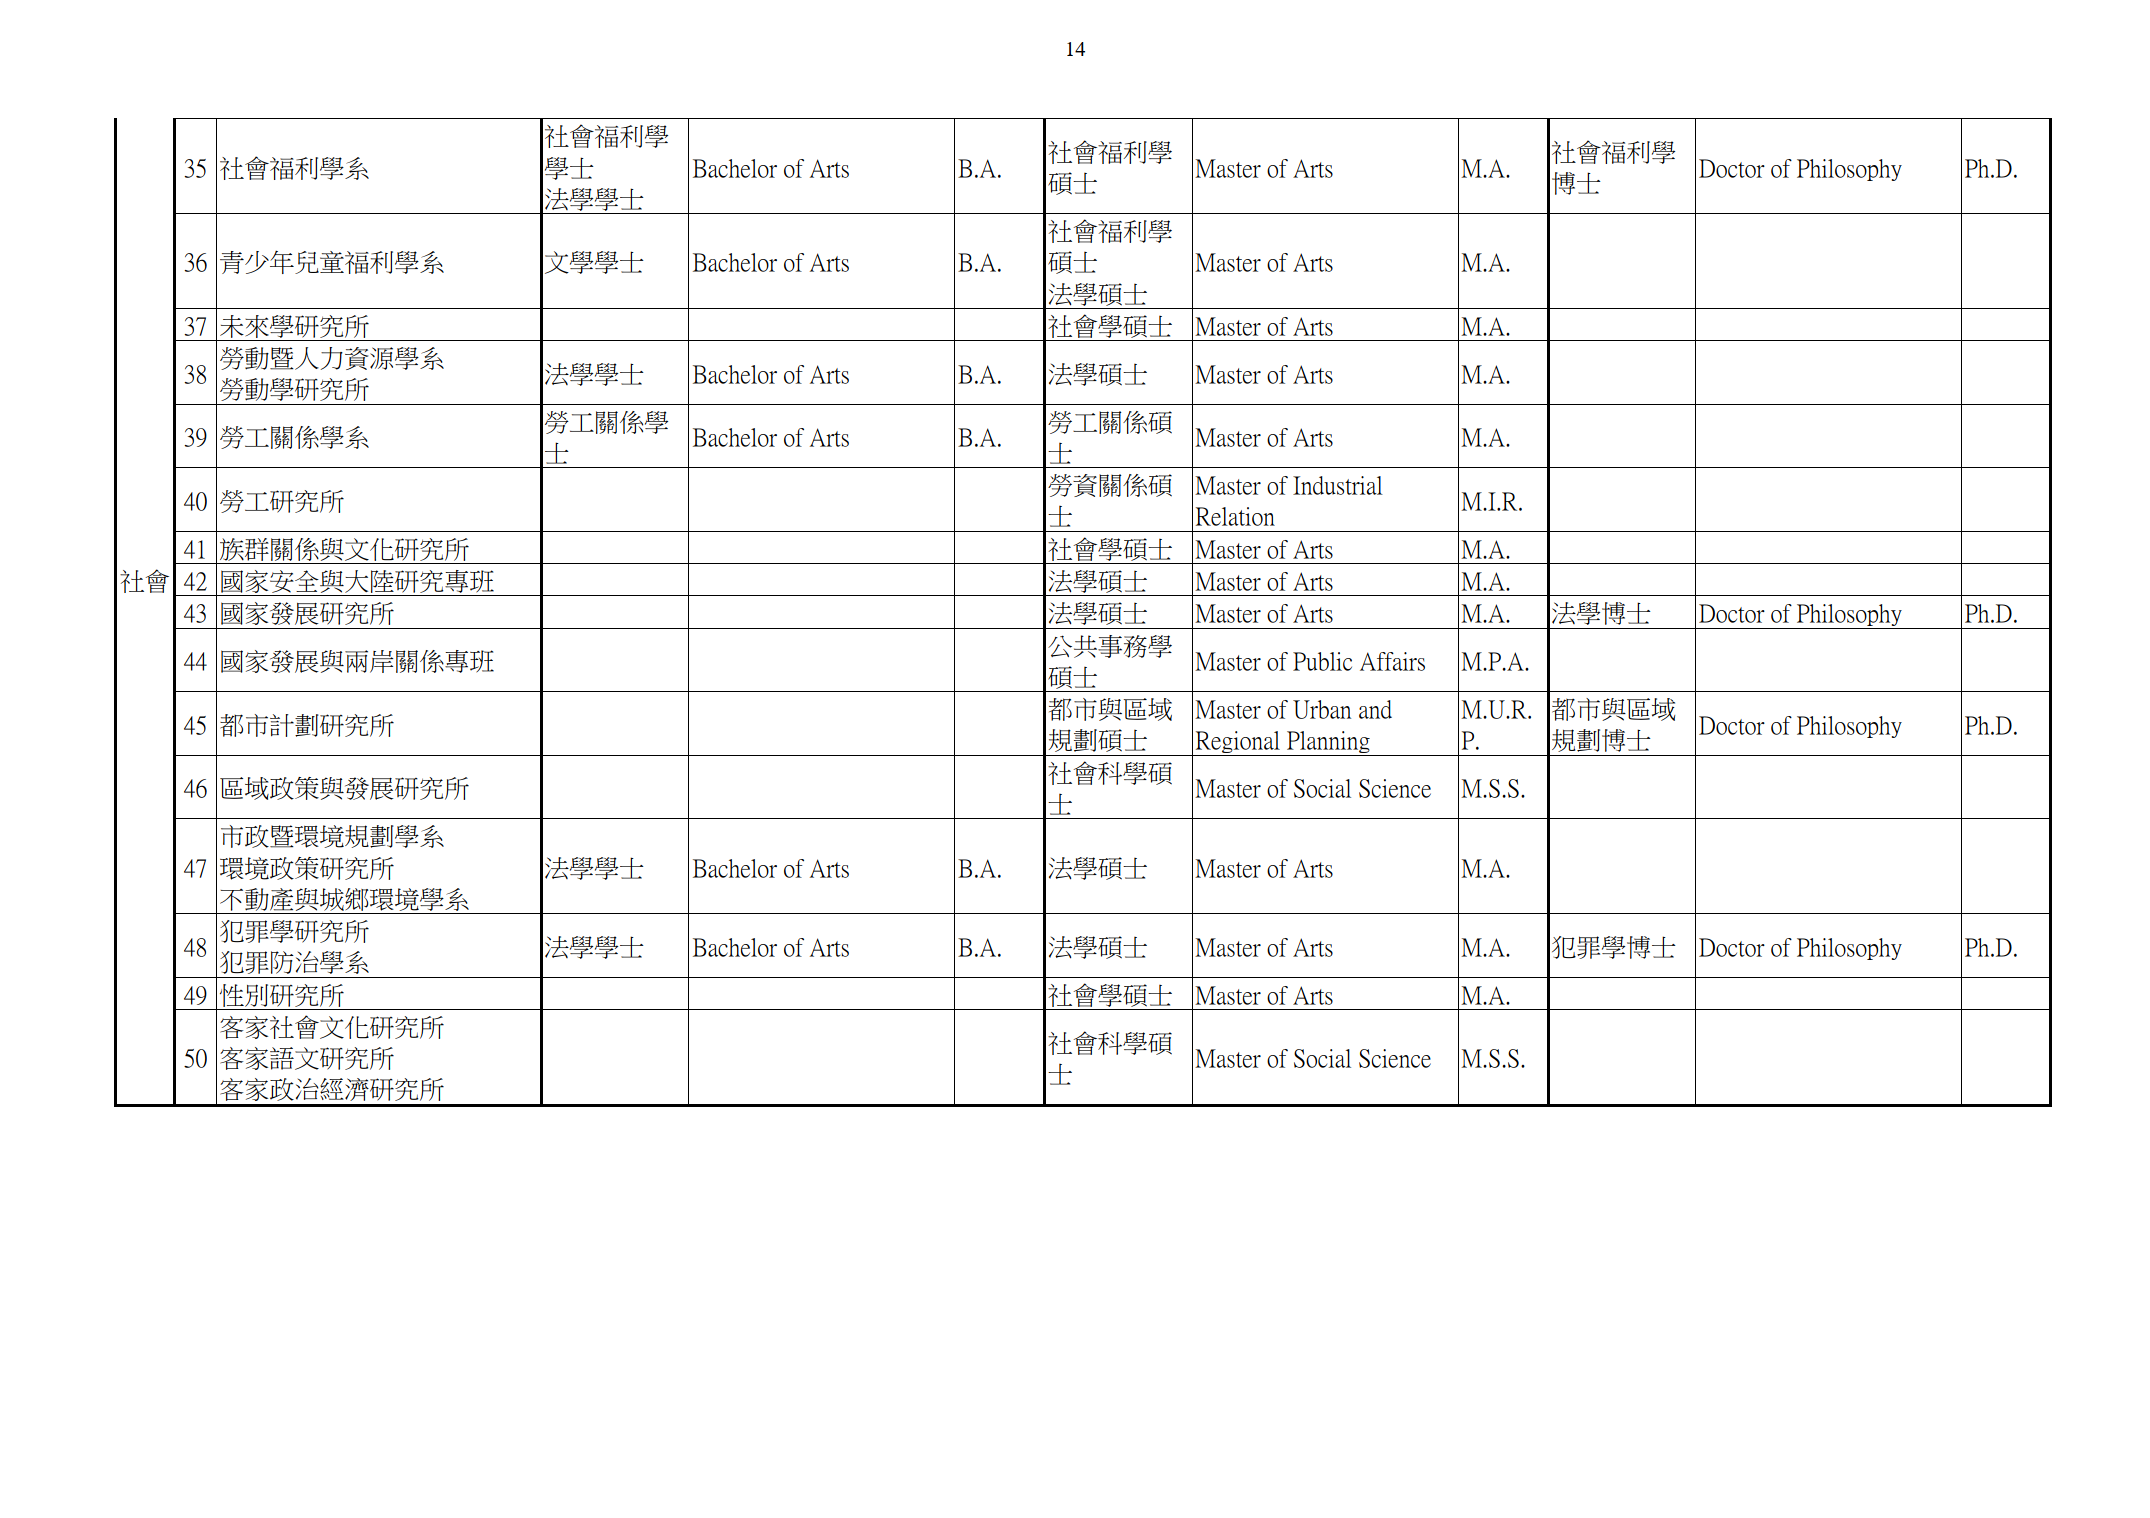 14
社會
35 社會福利學系 社會福利學學士 法學學士 Bachelor of Arts B.A. 社會福利學碩士 Master of Arts M.A. 社會福利學博士 Doctor of Philosophy Ph.D.
36 青少年兒童福利學系 文學學士 Bachelor of Arts B.A. 社會福利學碩士 法學碩士 Master of Arts M.A.
37 未來學研究所 社會學碩士 Master of Arts M.A.
38 勞動暨人力資源學系 勞動學研究所 法學學士 Bachelor of Arts B.A. 法學碩士 Master of Arts M.A.
39 勞工關係學系 勞工關係學士 Bachelor of Arts B.A. 勞工關係碩士 Master of Arts M.A.
40 勞工研究所 勞資關係碩士 Master of Industrial Relation M.I.R.
41 族群關係與文化研究所 社會學碩士 Master of Arts M.A.
42 國家安全與大陸研究專班 法學碩士 Master of Arts M.A.
43 國家發展研究所 法學碩士 Master of Arts M.A. 法學博士 Doctor of Philosophy Ph.D.
44 國家發展與兩岸關係專班 公共事務學碩士 Master of Public Affairs M.P.A.
45 都市計劃研究所 都市與區域規劃碩士 Master of Urban and Regional Planning M.U.R.P. 都市與區域規劃博士 Doctor of Philosophy Ph.D.
46 區域政策與發展研究所 社會科學碩士 Master of Social Science M.S.S.
47 市政暨環境規劃學系 環境政策研究所 不動產與城鄉環境學系 法學學士 Bachelor of Arts B.A. 法學碩士 Master of Arts M.A.
48 犯罪學研究所 犯罪防治學系 法學學士 Bachelor of Arts B.A. 法學碩士 Master of Arts M.A. 犯罪學博士 Doctor of Philosophy Ph.D.
49 性別研究所 社會學碩士 Master of Arts M.A.
50 客家社會文化研究所 客家語文研究所 客家政治經濟研究所 社會科學碩士 Master of Social Science M.S.S.